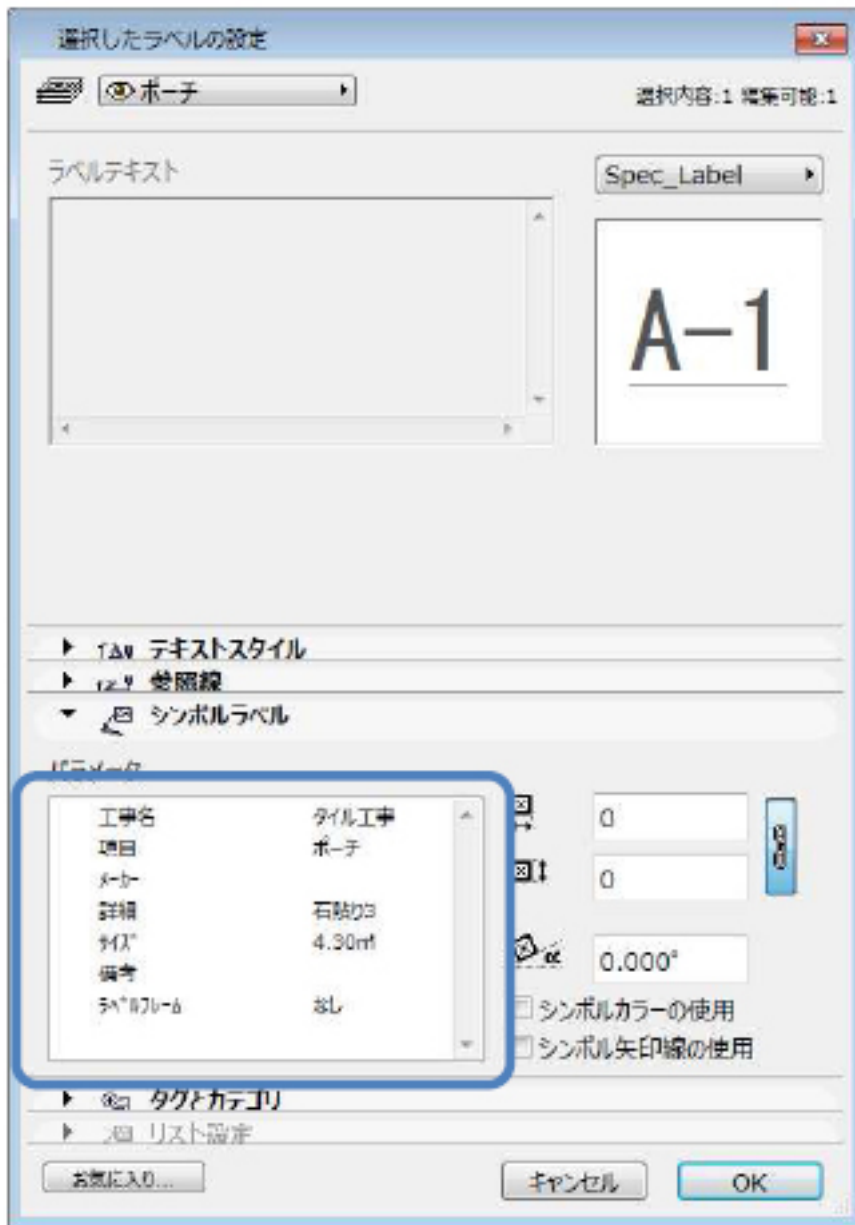 選択したラベルの設定
ポーチ
選択内容:1 編集可能:1
ラベルテキスト
Spec_Label
A-1
テキストスタイル
参照線
シンボルラベル
パラメータ
工事名 タイル工事
項目 ポーチ
ﾒｰｶｰ
詳細 石貼り3
ｻｲｽﾞ 4.30㎡
備考
ﾗﾍﾞﾙﾌﾚｰﾑ なし
0
0
α 0.000°
シンボルカラーの使用
シンボル矢印線の使用
タグとカテゴリ
リスト設定
お気に入り...
キャンセル
OK